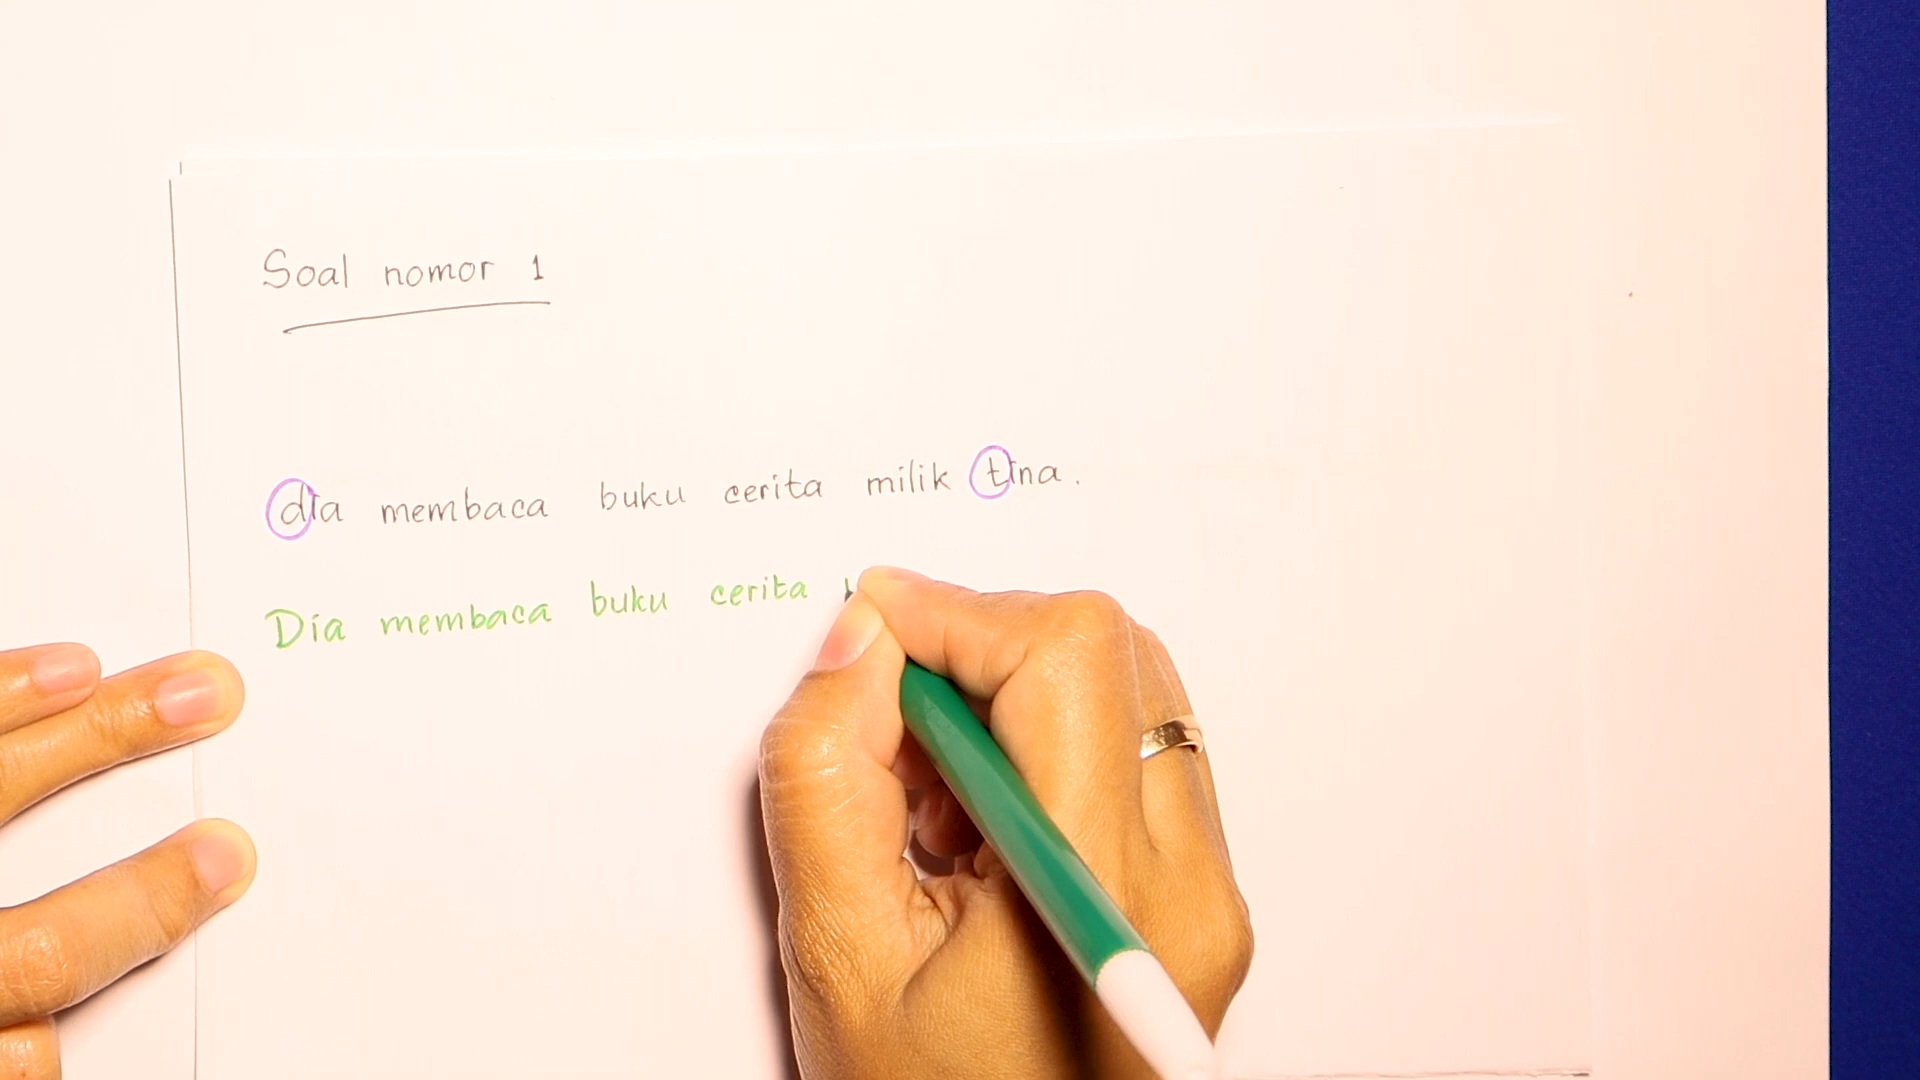 Soal nomor 1
dia membaca buku cerita milik tina.
Dia membaca buku cerita